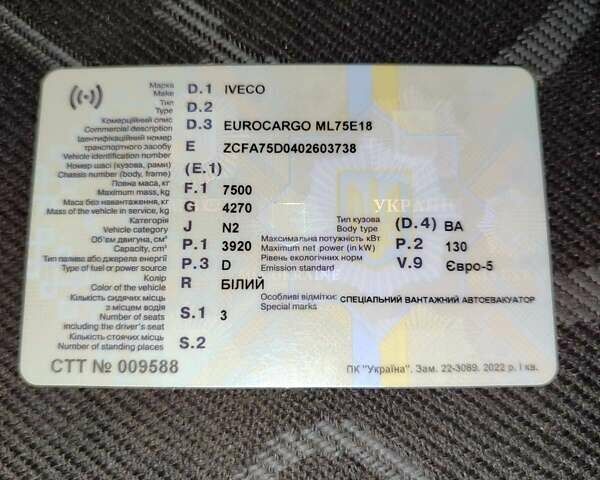 Марка
Make D.1 IVECO
Тип
Type D.2
Комерційний опис
Commercial description D.3 EUROCARGO ML75E18
Ідентифікаційний номер
транспортного засобу E ZCFA75D0402603738
Vehicle identification number
Номер шасі (кузова, рами) (E.1)
Chassis number (body, frame)
Повна маса, кг F.1 7500
Maximum mass, kg
Маса без навантаження, кг G 4270
Mass of the vehicle in service, kg
УКРАЇН
Категорія J N2 Тип кузова (D.4) ВА
Vehicle category Body type
Об'єм двигуна, см³ P.1 3920 Максимальна потужність кВт P.2 130
Capacity, cm³ Maximum net power (in kW)
Тип палива або джерела енергії P.3 D Рівень екологічних норм V.9 Євро-5
Type of fuel or power source Emission standard
Колір R БІЛИЙ
Color of the vehicle
Кількість сидячих місць Особливі відмітки: СПЕЦІАЛЬНИЙ ВАНТАЖНИЙ АВТОЕВАКУАТОР
з місцем водія S.1 3 Special marks
Number of seats
including the driver's seat
Кількість стоячих місць S.2
Number of standing places
СТТ № 009588
ПК "Україна". Зам. 22-3089. 2022 р. І кв.